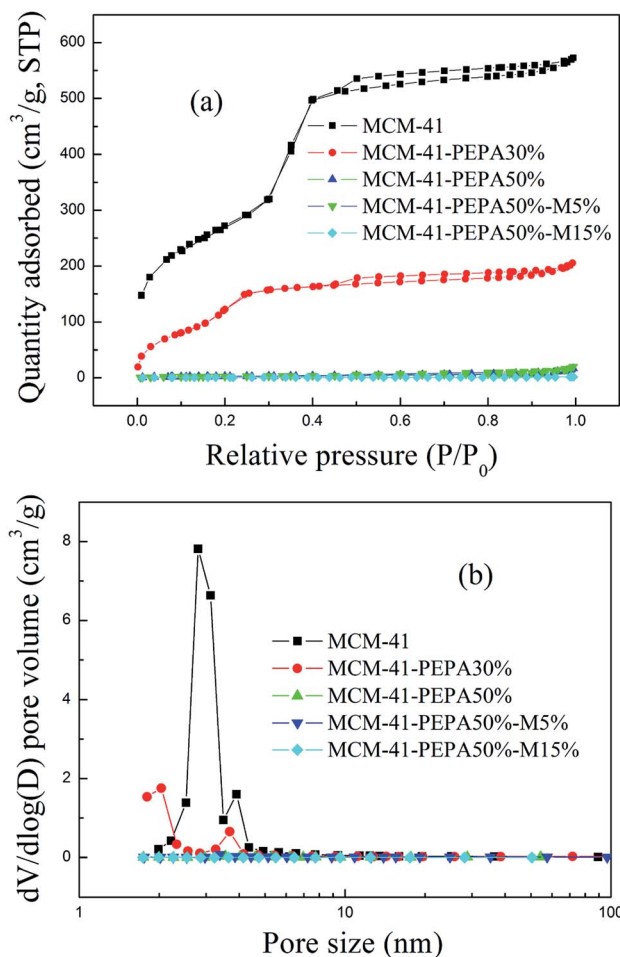 600
500
400
300
200
100
0
Quantity adsorbed (cm³/g, STP)
(a)
MCM-41
MCM-41-PEPA30%
MCM-41-PEPA50%
MCM-41-PEPA50%-M5%
MCM-41-PEPA50%-M15%
0.0 0.2 0.4 0.6 0.8 1.0
Relative pressure (P/P₀)
8
6
4
2
0
dV/dlog(D) pore volume (cm³/g)
(b)
MCM-41
MCM-41-PEPA30%
MCM-41-PEPA50%
MCM-41-PEPA50%-M5%
MCM-41-PEPA50%-M15%
1 10 100
Pore size (nm)